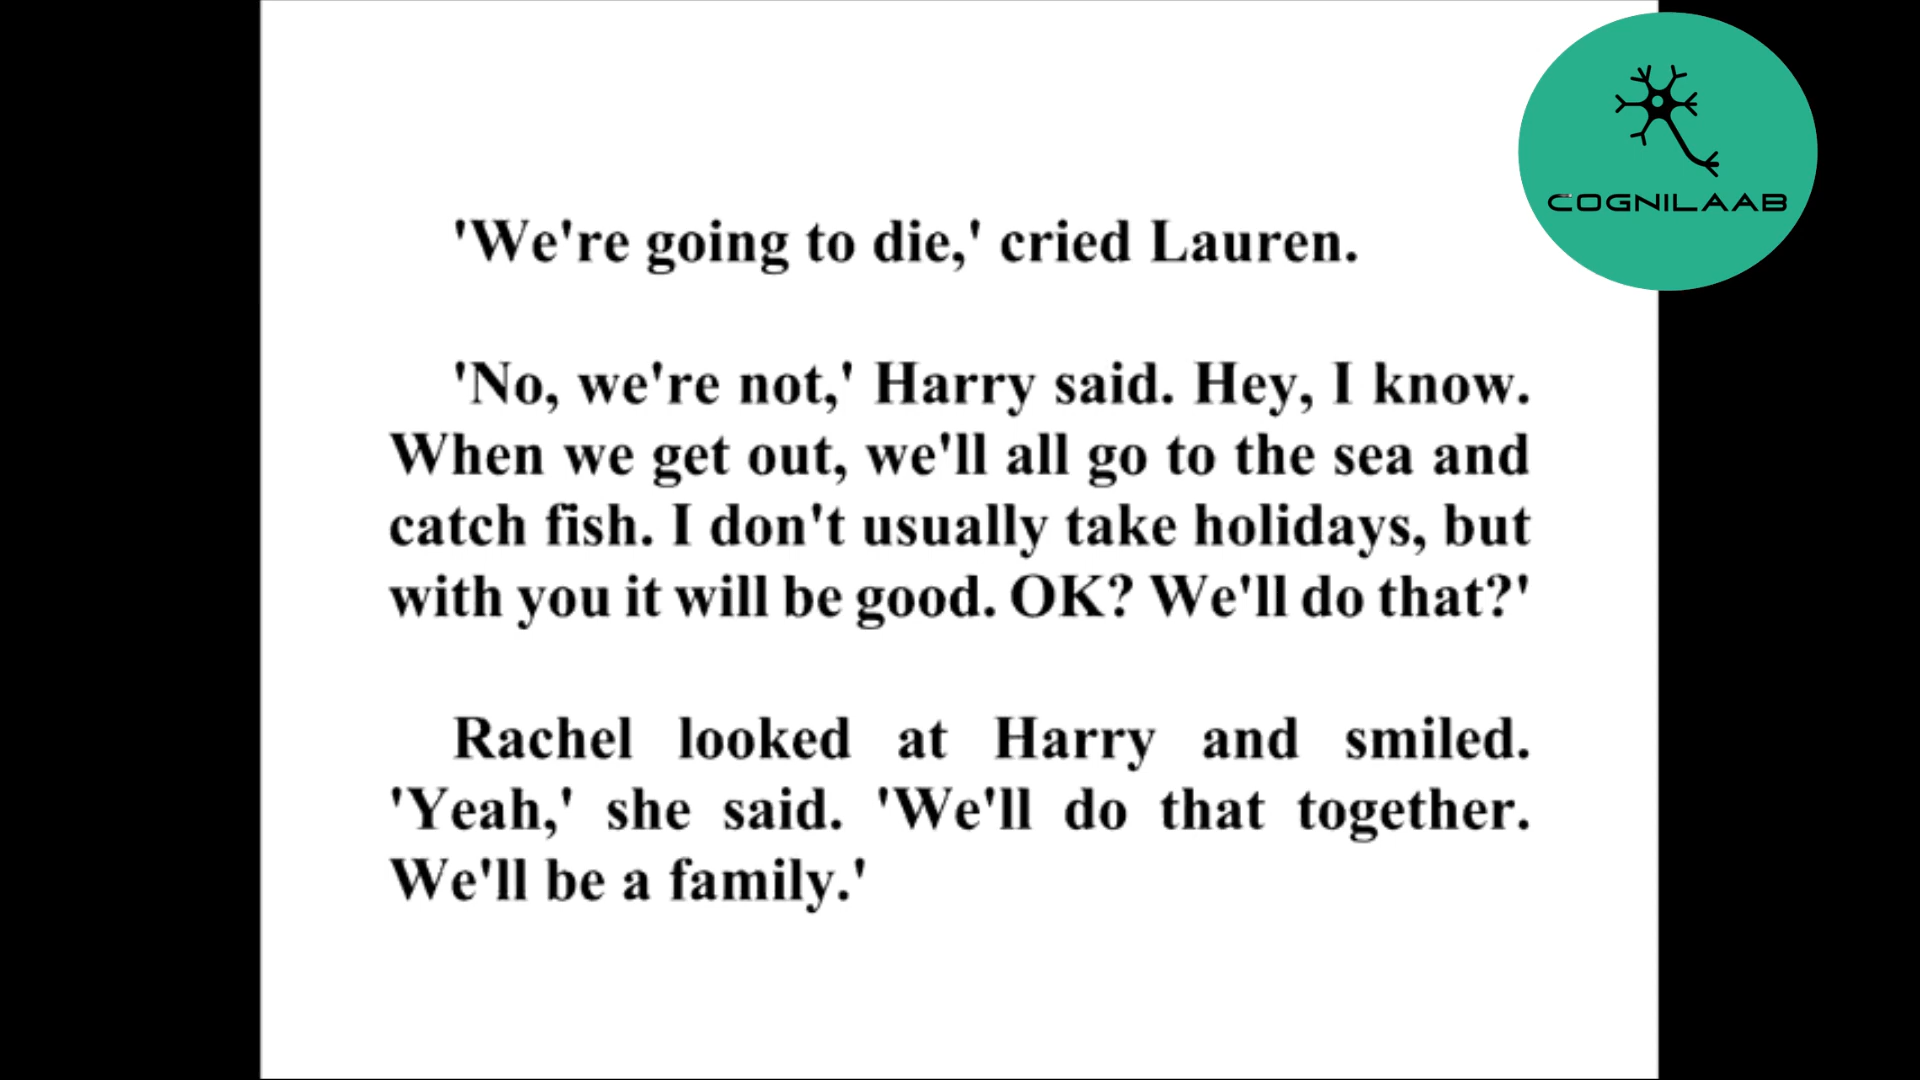 COGNILAAB
'We're going to die,' cried Lauren.
'No, we're not,' Harry said. Hey, I know.
When we get out, we'll all go to the sea and
catch fish. I don't usually take holidays, but
with you it will be good. OK? We'll do that?'
Rachel looked at Harry and smiled.
'Yeah,' she said. 'We'll do that together.
We'll be a family.'